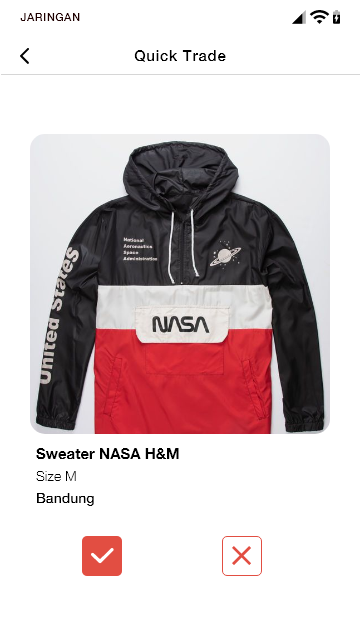 JARINGAN
Quick Trade
National
Aeronautics
Space
Administration
United States
NASA
Sweater NASA H&M
Size M
Bandung